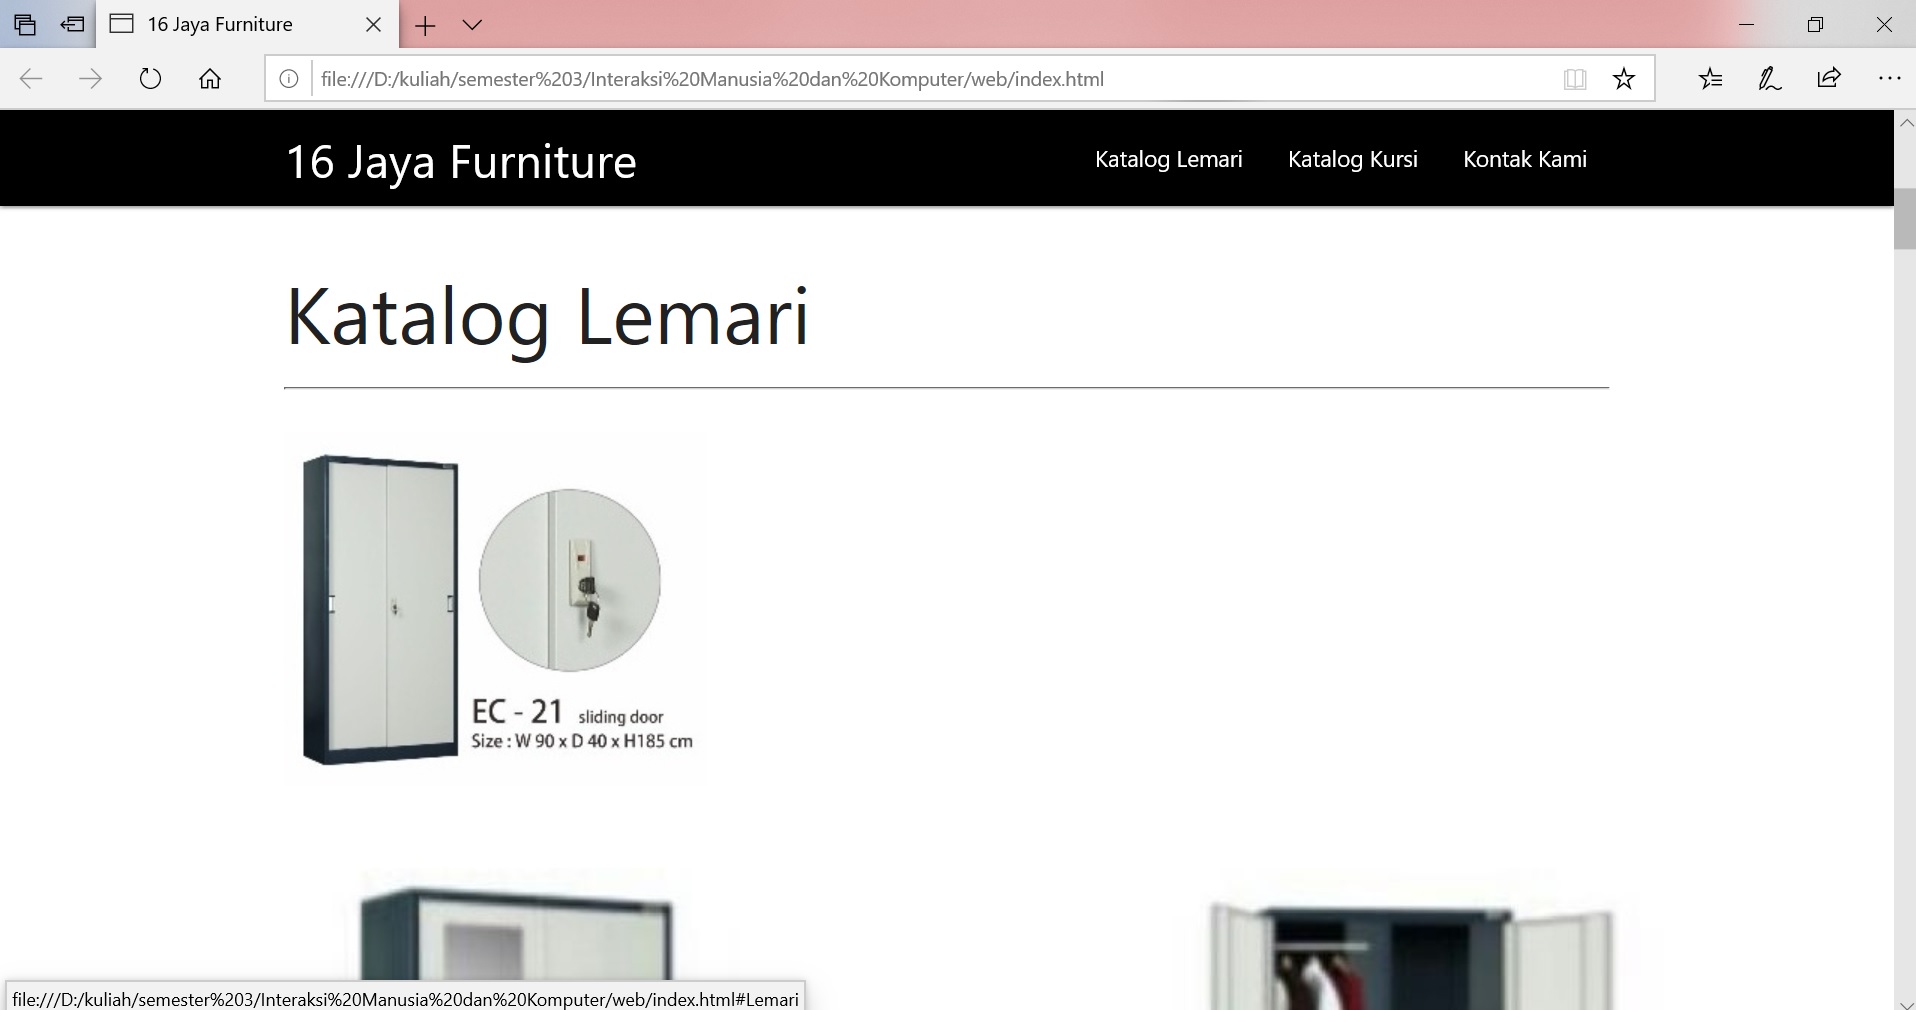 16 Jaya Furniture
file:///D:/kuliah/semester%203/Interaksi%20Manusia%20dan%20Komputer/web/index.html
16 Jaya Furniture
Katalog Lemari
Katalog Kursi
Kontak Kami
Katalog Lemari
EC - 21 sliding door
Size : W 90 x D 40 x H185 cm
file:///D:/kuliah/semester%203/Interaksi%20Manusia%20dan%20Komputer/web/index.html#Lemari